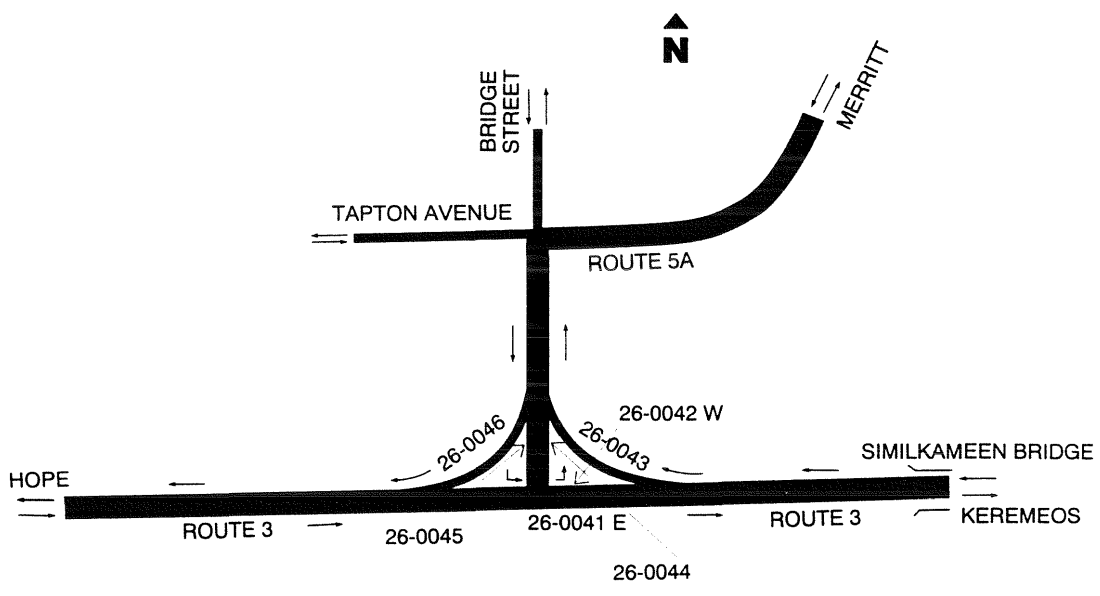 N
BRIDGE
STREET
MERRITT
TAPTON AVENUE
ROUTE 5A
26-0042 W
26-0046
26-0043
SIMILKAMEEN BRIDGE
HOPE
KEREMEOS
ROUTE 3
26-0045
26-0041 E
ROUTE 3
26-0044